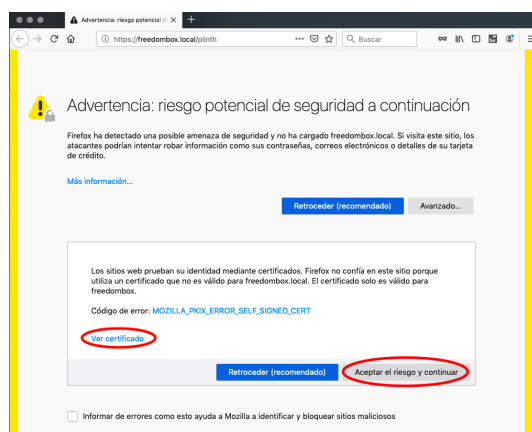 Advertencia: riesgo potencial d
https://freedombox.local/plinth
Buscar
Advertencia: riesgo potencial de seguridad a continuación
Firefox ha detectado una posible amenaza de seguridad y no ha cargado freedombox.local. Si visita este sitio, los
atacantes podrían intentar robar información como sus contraseñas, correos electrónicos o detalles de su tarjeta
de crédito.
Más información...
Retroceder (recomendado)
Avanzado...
Los sitios web prueban su identidad mediante certificados. Firefox no confía en este sitio porque
utiliza un certificado que no es válido para freedombox.local. El certificado solo es válido para
freedombox.
Código de error: MOZILLA_PKIX_ERROR_SELF_SIGNED_CERT
Ver certificado
Retroceder (recomendado)
Aceptar el riesgo y continuar
Informar de errores como esto ayuda a Mozilla a identificar y bloquear sitios maliciosos